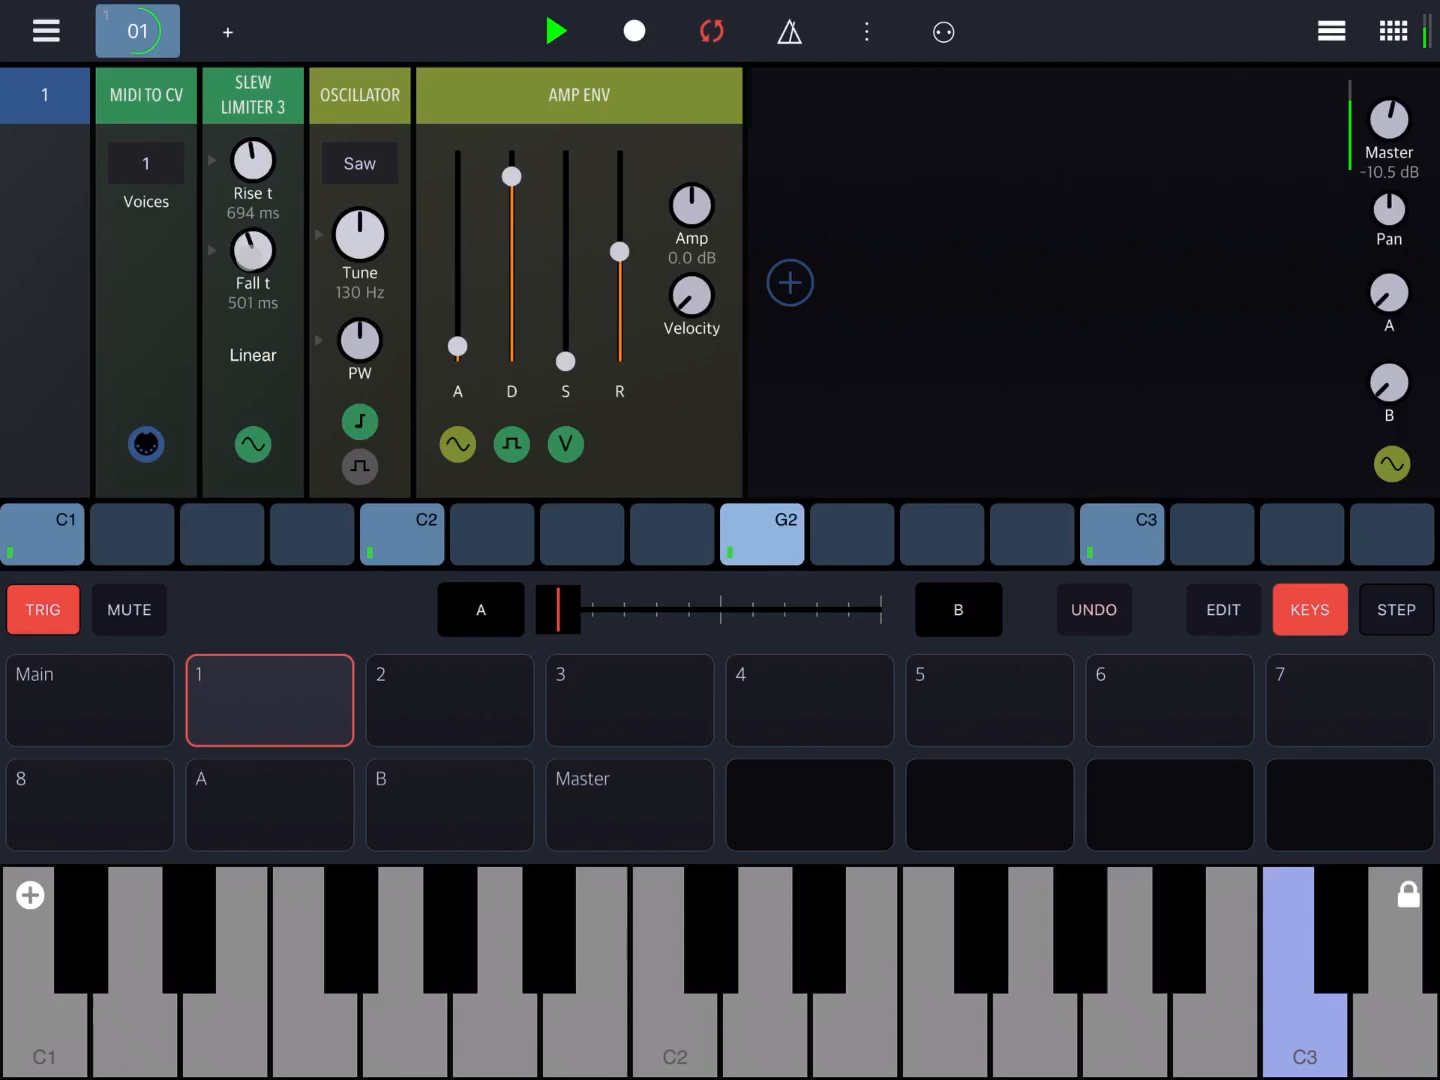 1
01
+
1
MIDI TO CV
SLEW
LIMITER 3
OSCILLATOR
AMP ENV
1
Voices
Rise t
694 ms
Fall t
501 ms
Linear
Saw
Tune
130 Hz
PW
A
D
S
R
V
Amp
0.0 dB
Velocity
Master
-10.5 dB
Pan
A
B
C1
C2
G2
C3
TRIG
MUTE
A
B
UNDO
EDIT
KEYS
STEP
Main
1
2
3
4
5
6
7
8
A
B
Master
C1
C2
C3